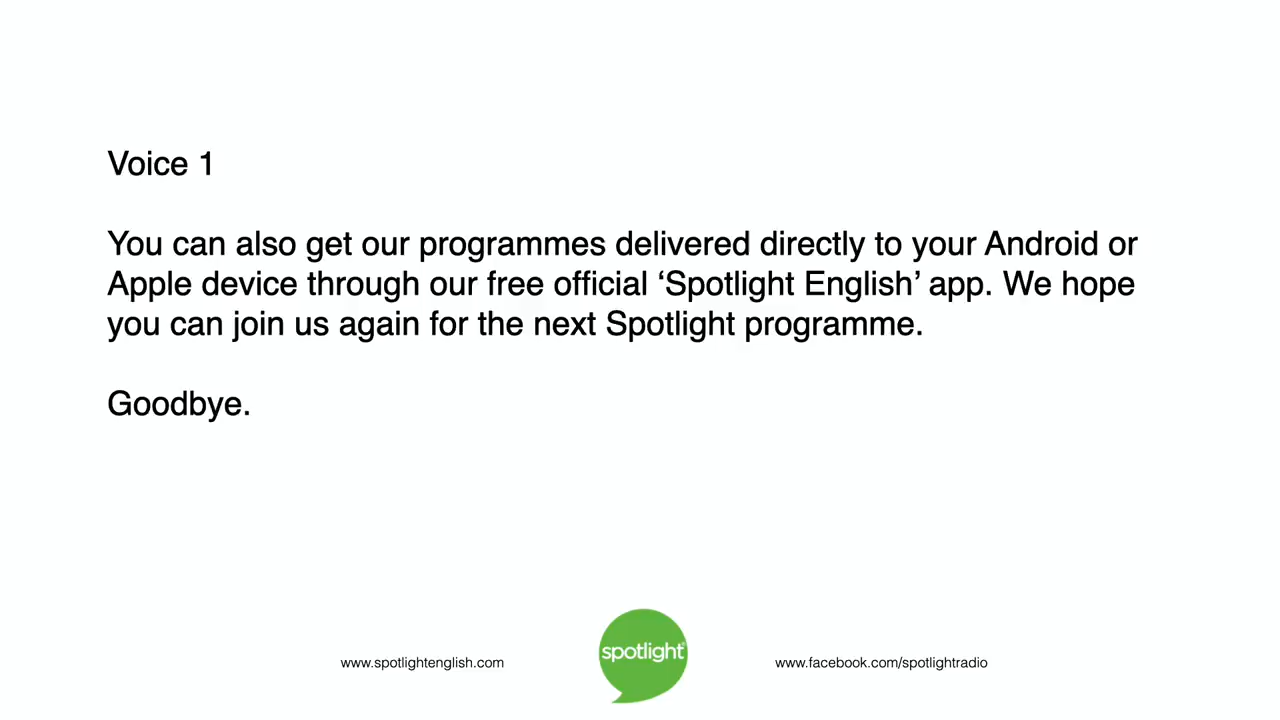 Voice 1
You can also get our programmes delivered directly to your Android or
Apple device through our free official ‘Spotlight English’ app. We hope
you can join us again for the next Spotlight programme.
Goodbye.
www.spotlightenglish.com
spotlight®
www.facebook.com/spotlightradio